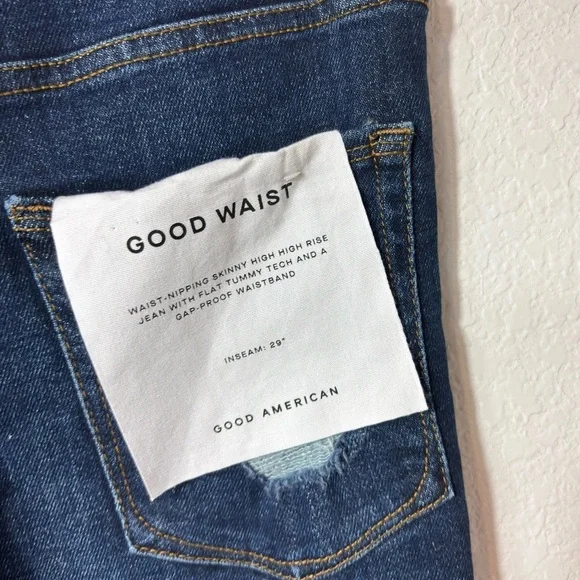 GOOD WAIST
WAIST-NIPPING SKINNY HIGH HIGH RISE
JEAN WITH FLAT TUMMY TECH AND A
GAP-PROOF WAISTBAND
INSEAM: 29"
GOOD AMERICAN